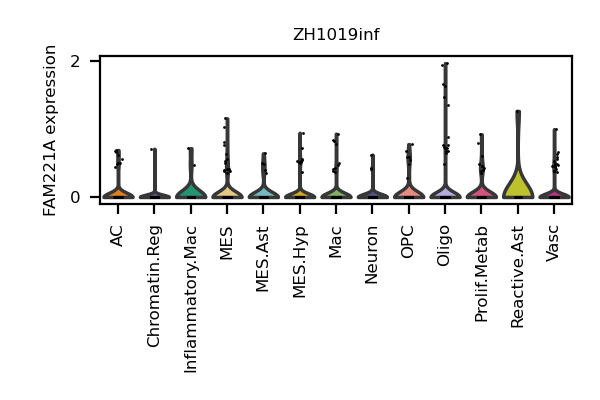 ZH1019inf
FAM221A expression
2
0
AC
Chromatin.Reg
Inflammatory.Mac
MES
MES.Ast
MES.Hyp
Mac
Neuron
OPC
Oligo
Prolif.Metab
Reactive.Ast
Vasc